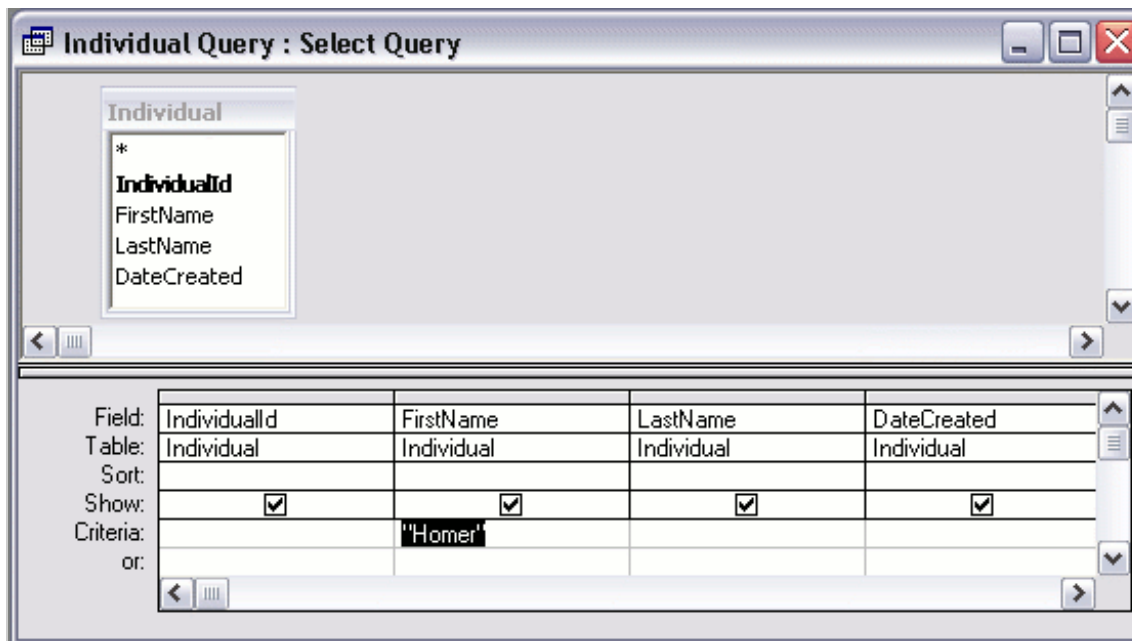 Individual Query : Select Query
Individual
*
IndividualId
FirstName
LastName
DateCreated
Field: IndividualId FirstName LastName DateCreated
Table: Individual Individual Individual Individual
Sort:
Show:
Criteria: "Homer"
or: